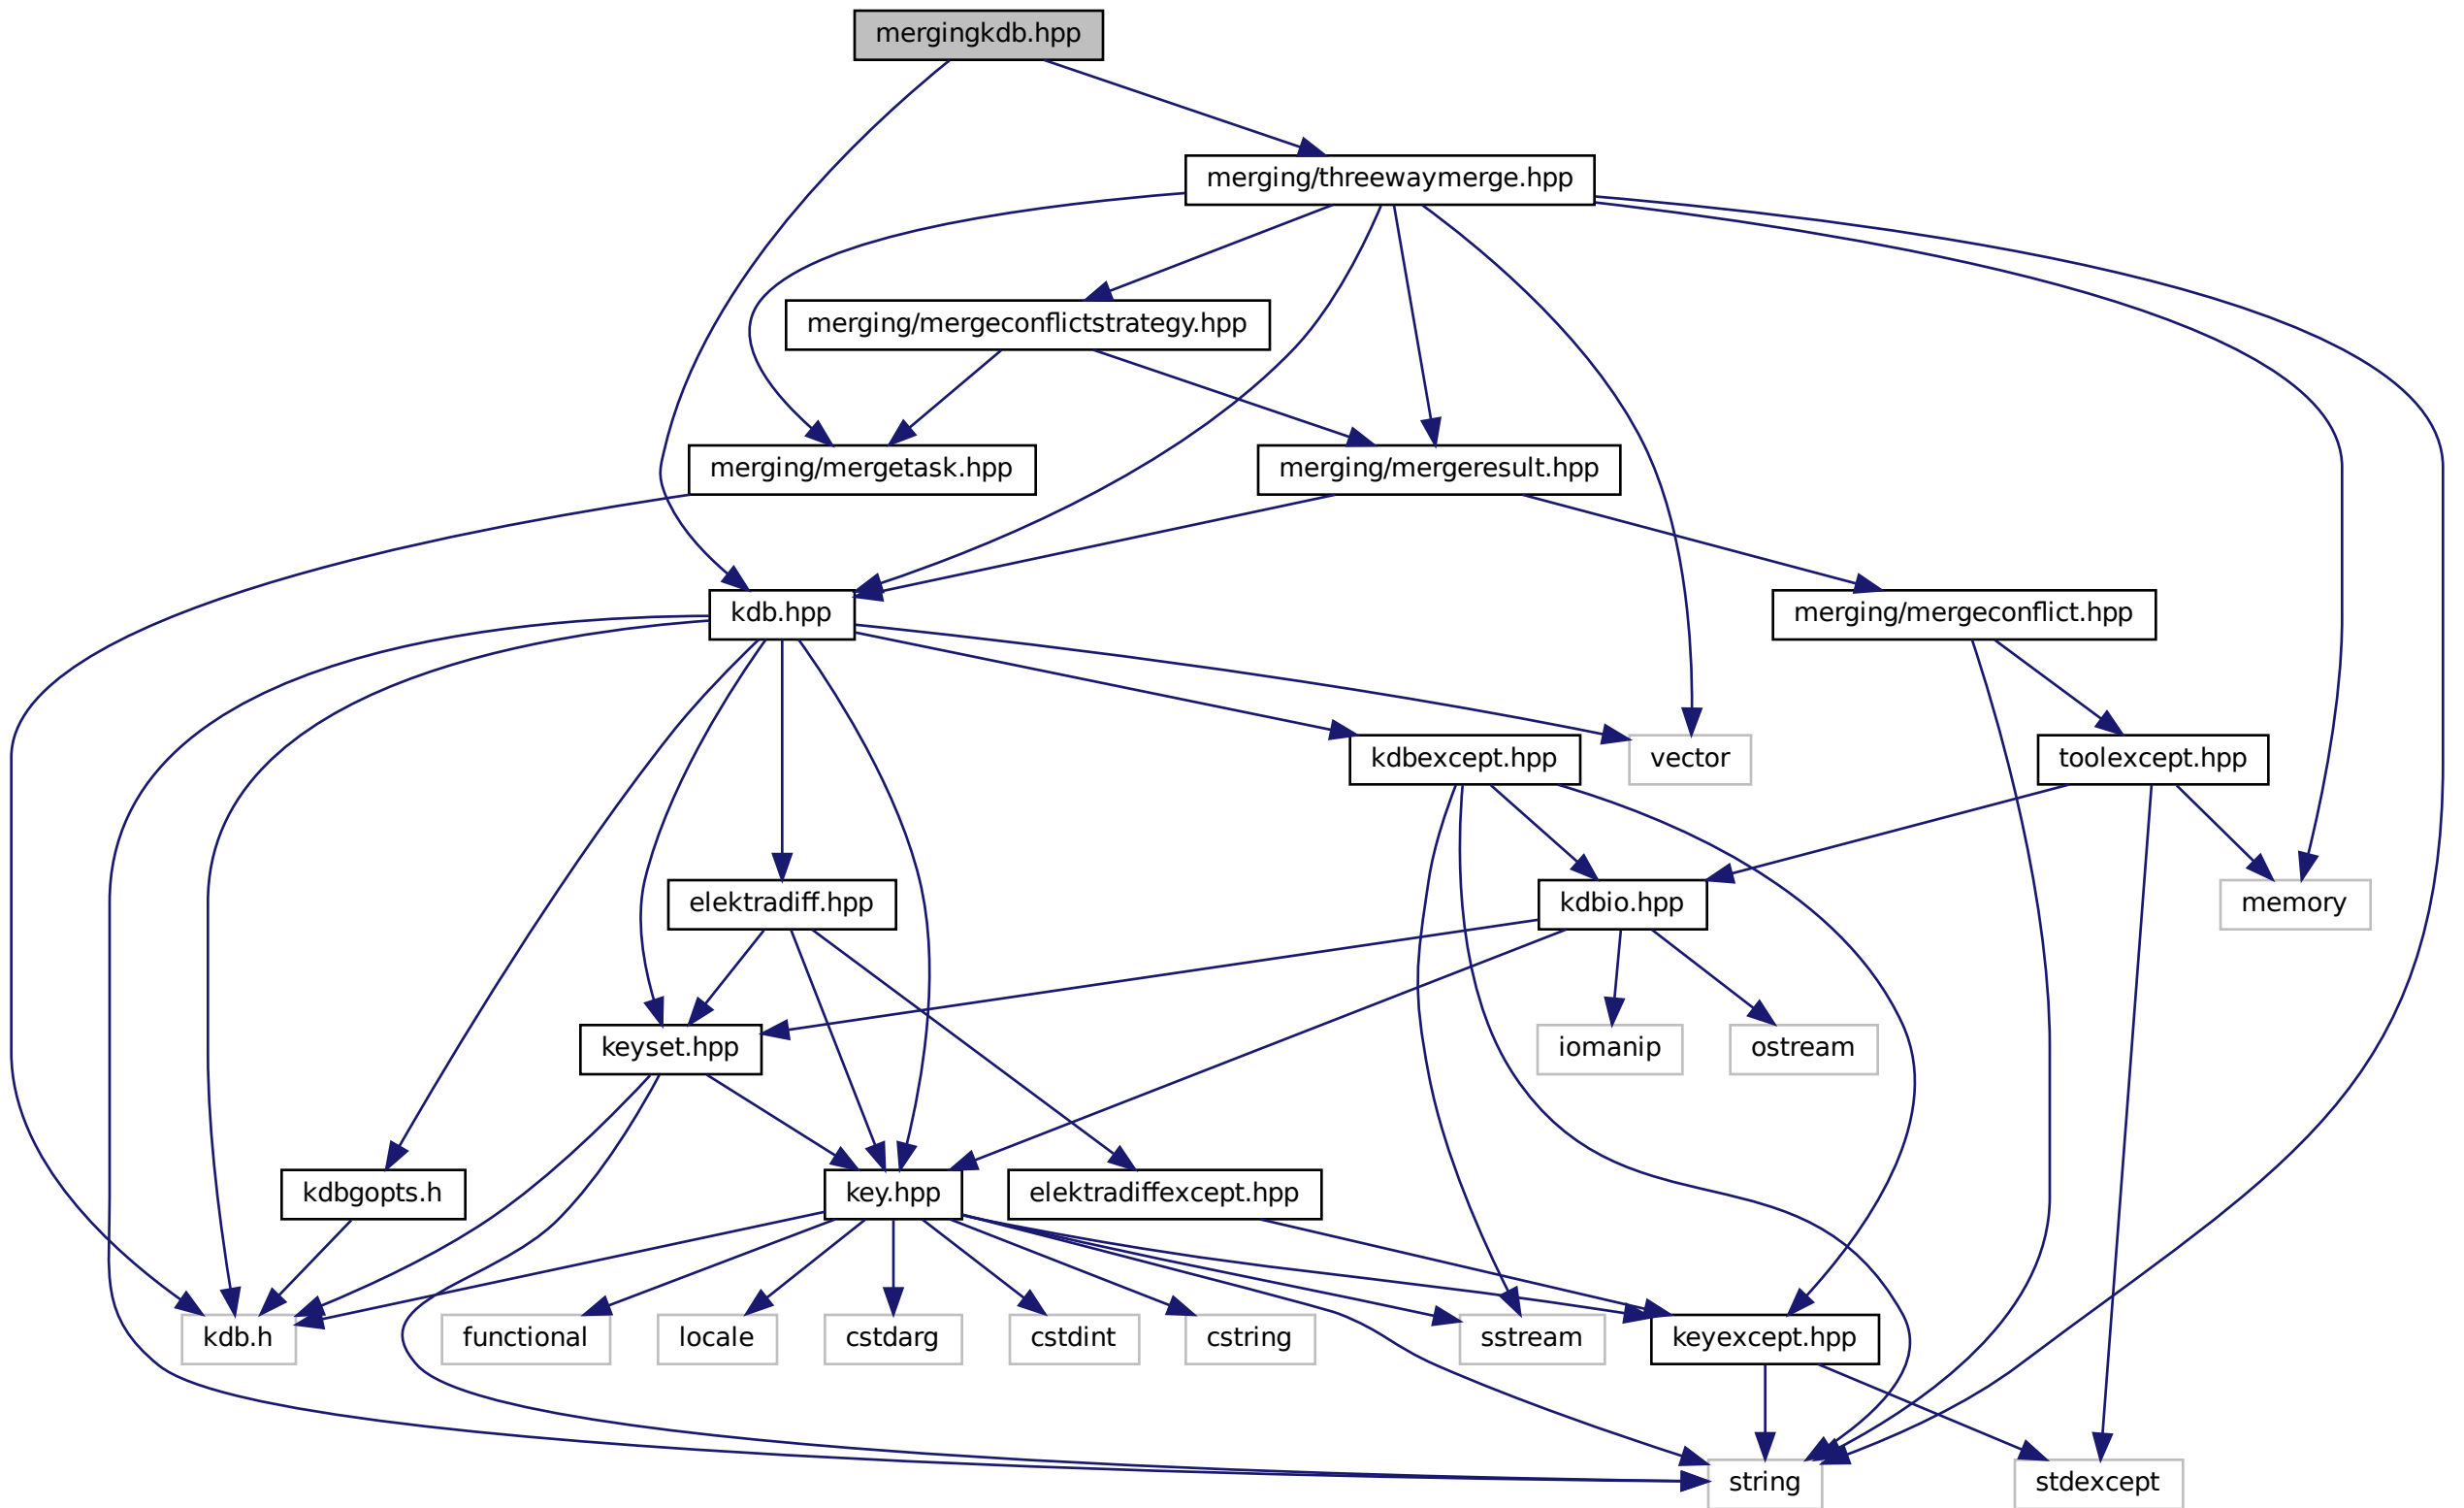 mergingkdb.hpp
merging/threewaymerge.hpp
merging/mergeconflictstrategy.hpp
merging/mergetask.hpp
merging/mergeresult.hpp
kdb.hpp
merging/mergeconflict.hpp
kdbexcept.hpp
vector
toolexcept.hpp
elektradiff.hpp
kdbio.hpp
memory
keyset.hpp
iomanip
ostream
kdbgopts.h
key.hpp
elektradiffexcept.hpp
kdb.h
functional
locale
cstdarg
cstdint
cstring
sstream
keyexcept.hpp
string
stdexcept